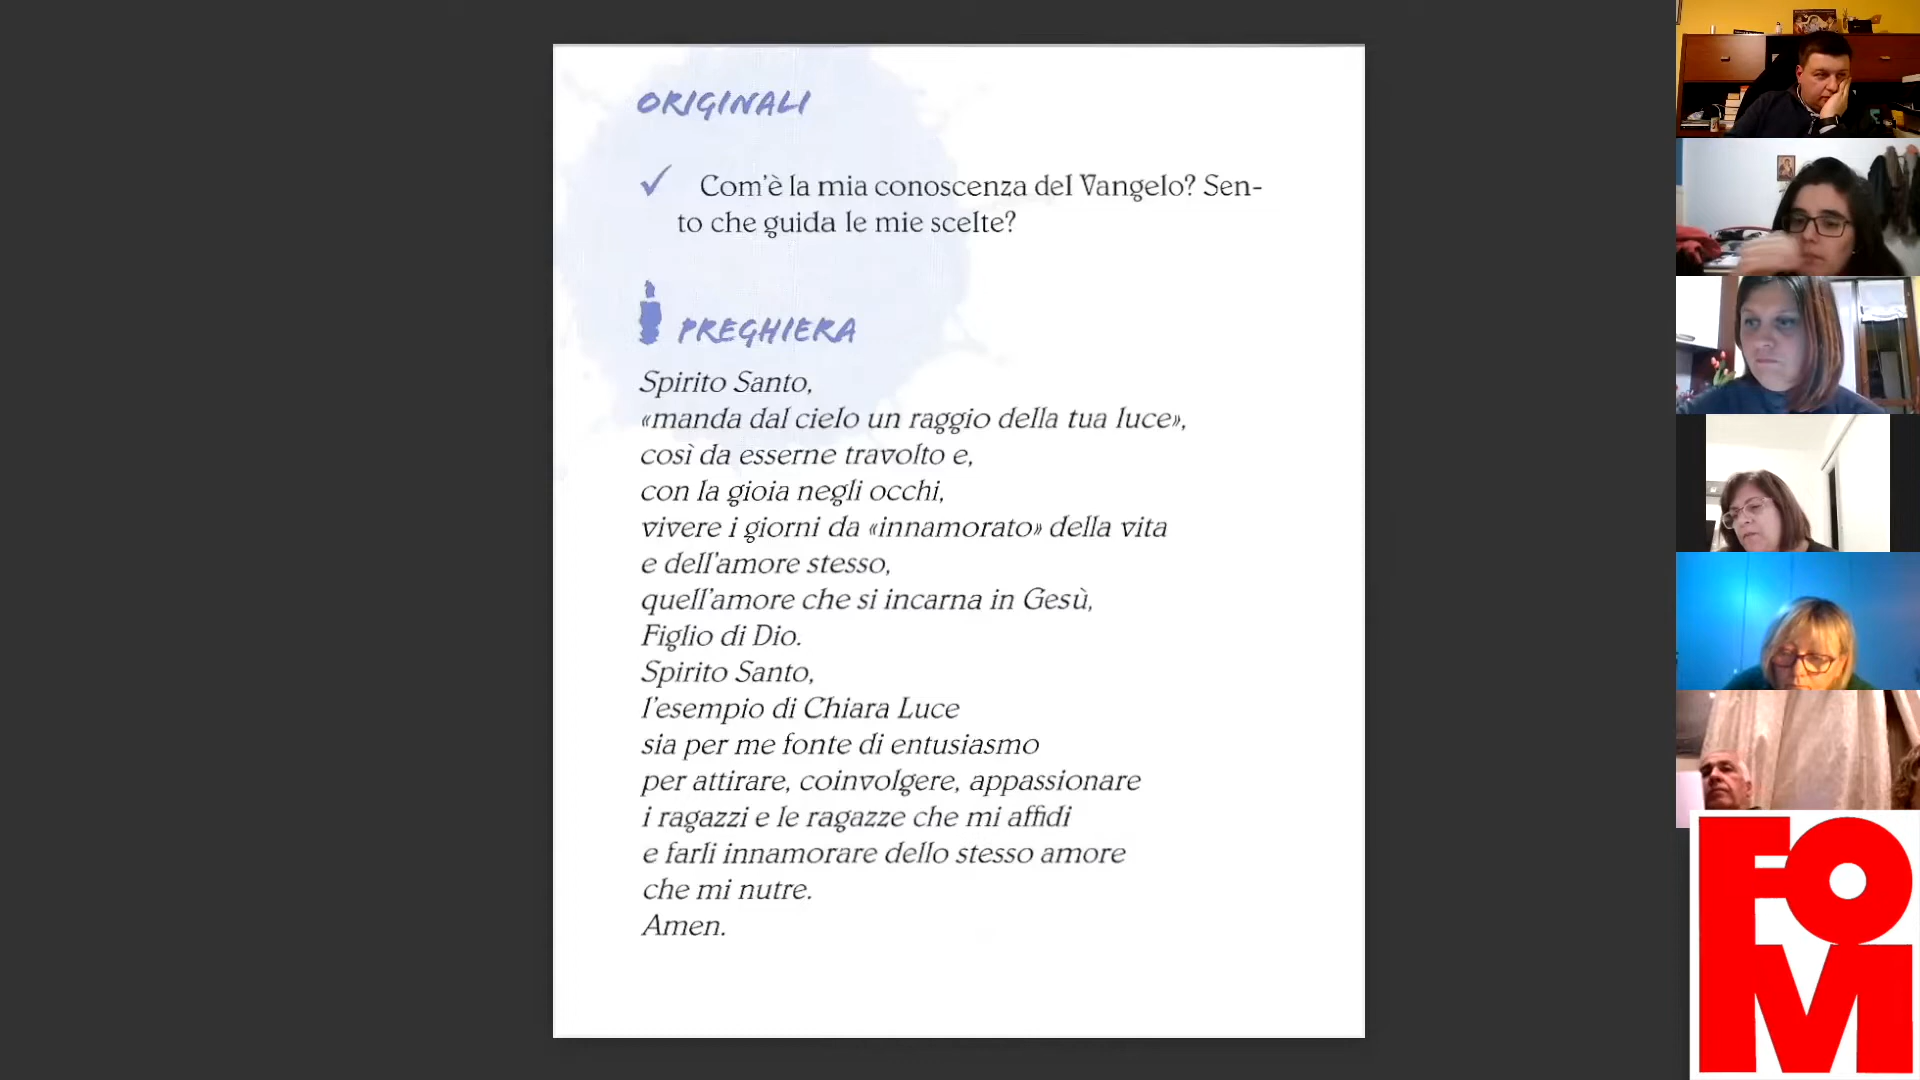 ORIGINALI
✓ Com'è la mia conoscenza del Vangelo? Sen-
to che guida le mie scelte?
PREGHIERA
Spirito Santo,
«manda dal cielo un raggio della tua luce»,
così da esserne travolto e,
con la gioia negli occhi,
vivere i giorni da «innamorato» della vita
e dell'amore stesso,
quell'amore che si incarna in Gesù,
Figlio di Dio.
Spirito Santo,
l'esempio di Chiara Luce
sia per me fonte di entusiasmo
per attirare, coinvolgere, appassionare
i ragazzi e le ragazze che mi affidi
e farli innamorare dello stesso amore
che mi nutre.
Amen.
FOM